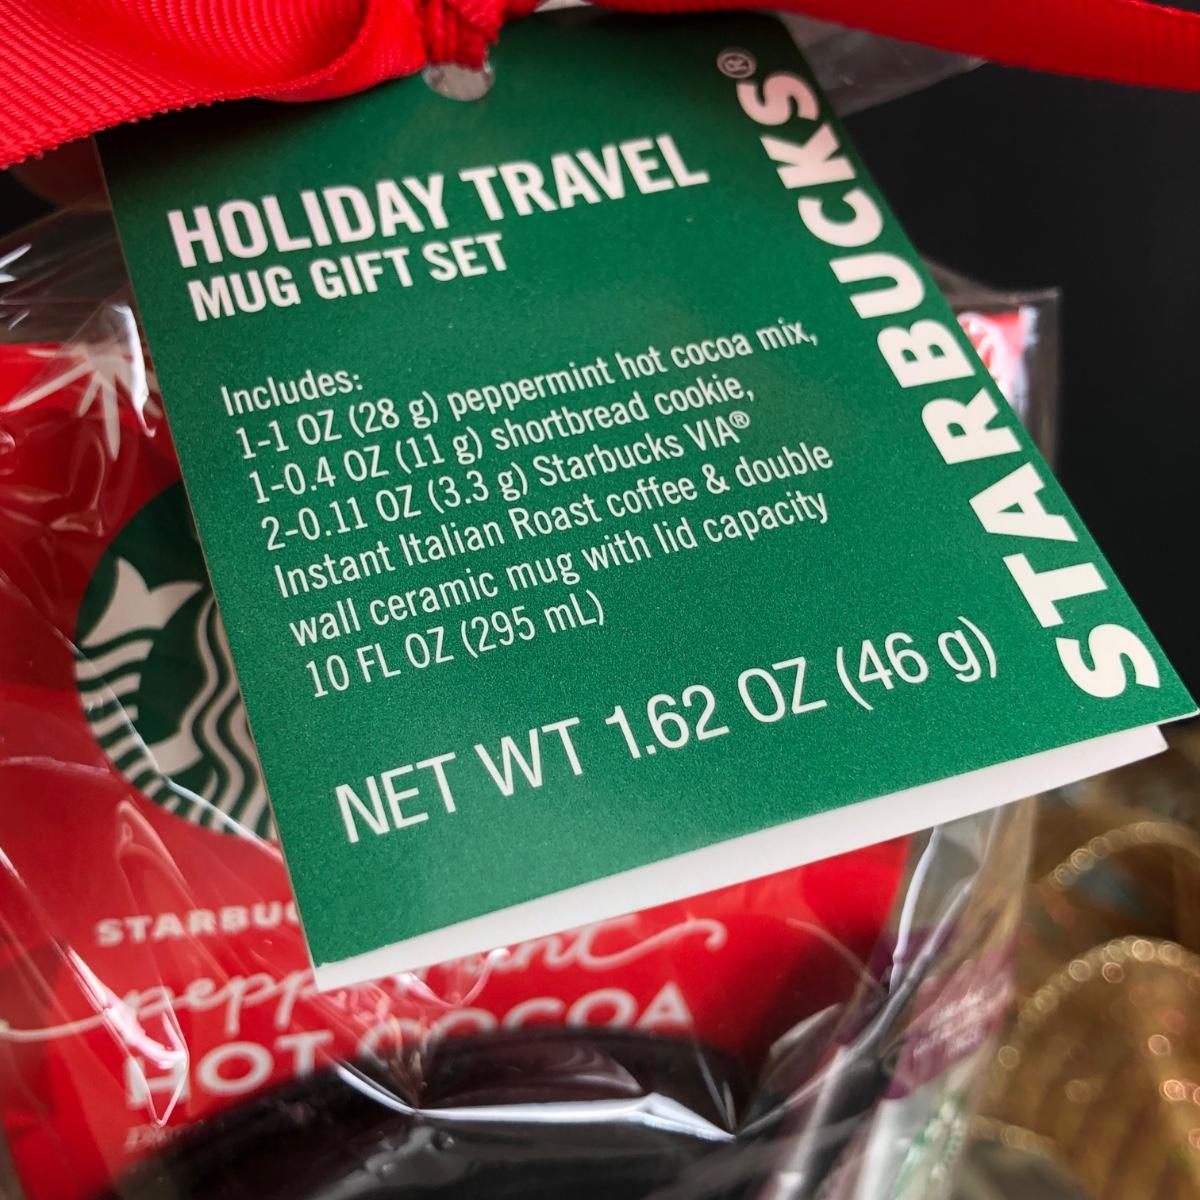 HOLIDAY TRAVEL
MUG GIFT SET
Includes:
1-1 OZ (28 g) peppermint hot cocoa mix,
1-0.4 OZ (11 g) shortbread cookie,
2-0.11 OZ (3.3 g) Starbucks VIA®
Instant Italian Roast coffee & double
wall ceramic mug with lid capacity
10 FL OZ (295 mL)
NET WT 1.62 OZ (46 g)
STARBUCKS®
STARBUC
peppermint
HOT COCOA